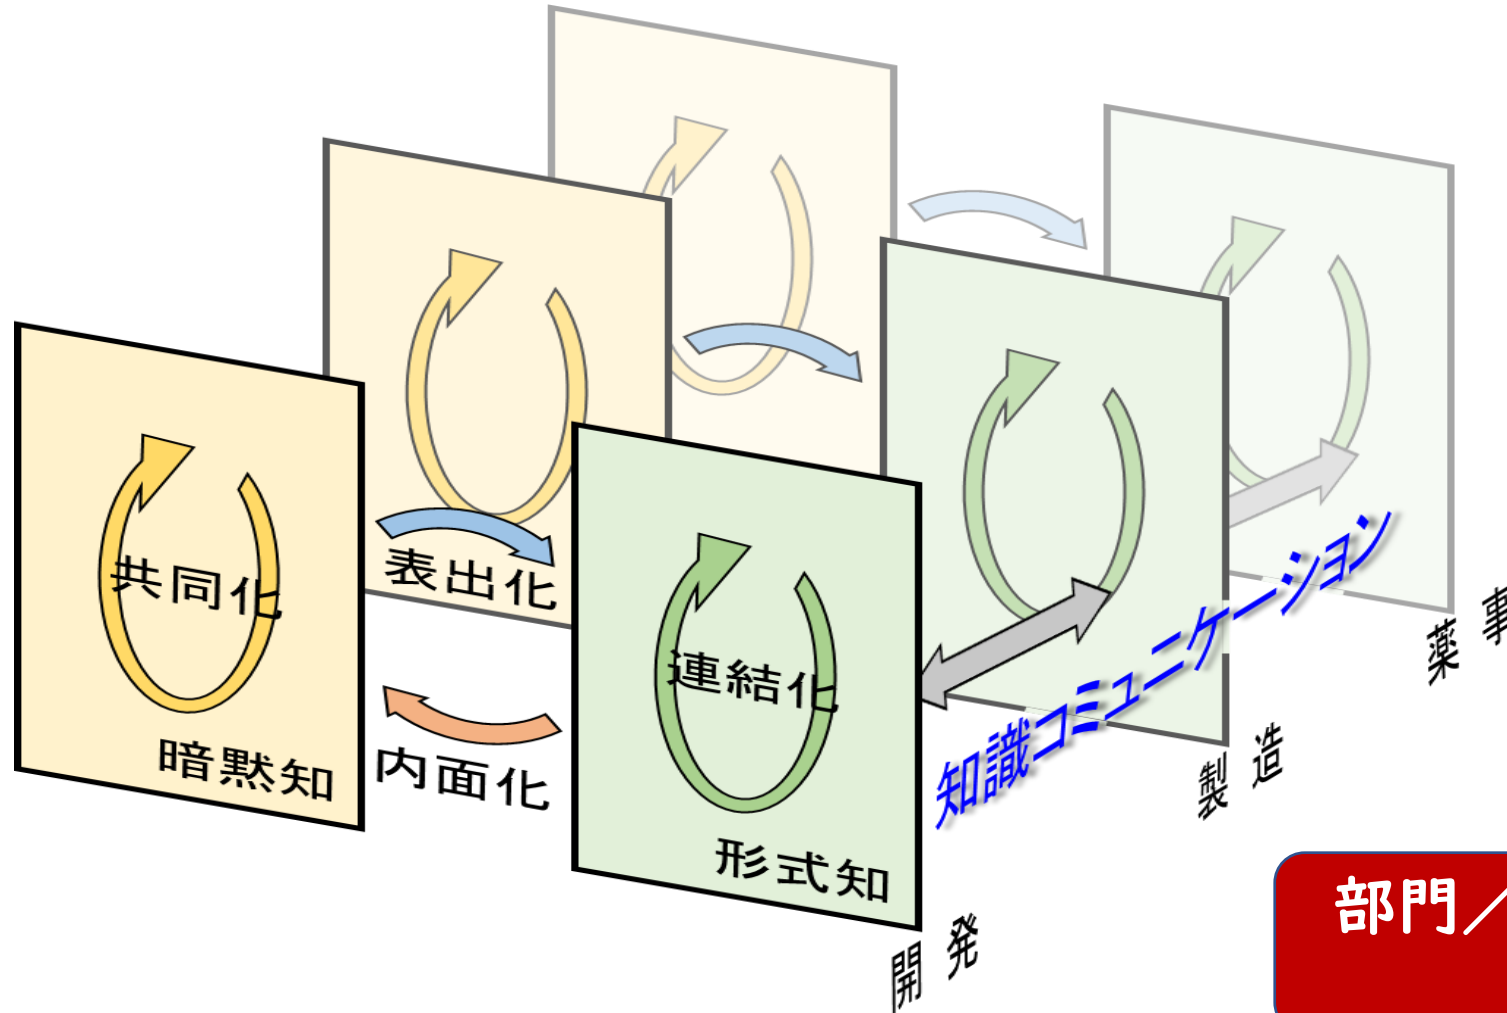 共同化
表出化
連結化
暗黙知
内面化
形式知
知識コミュニケーション
開発
製造
薬事
部門／